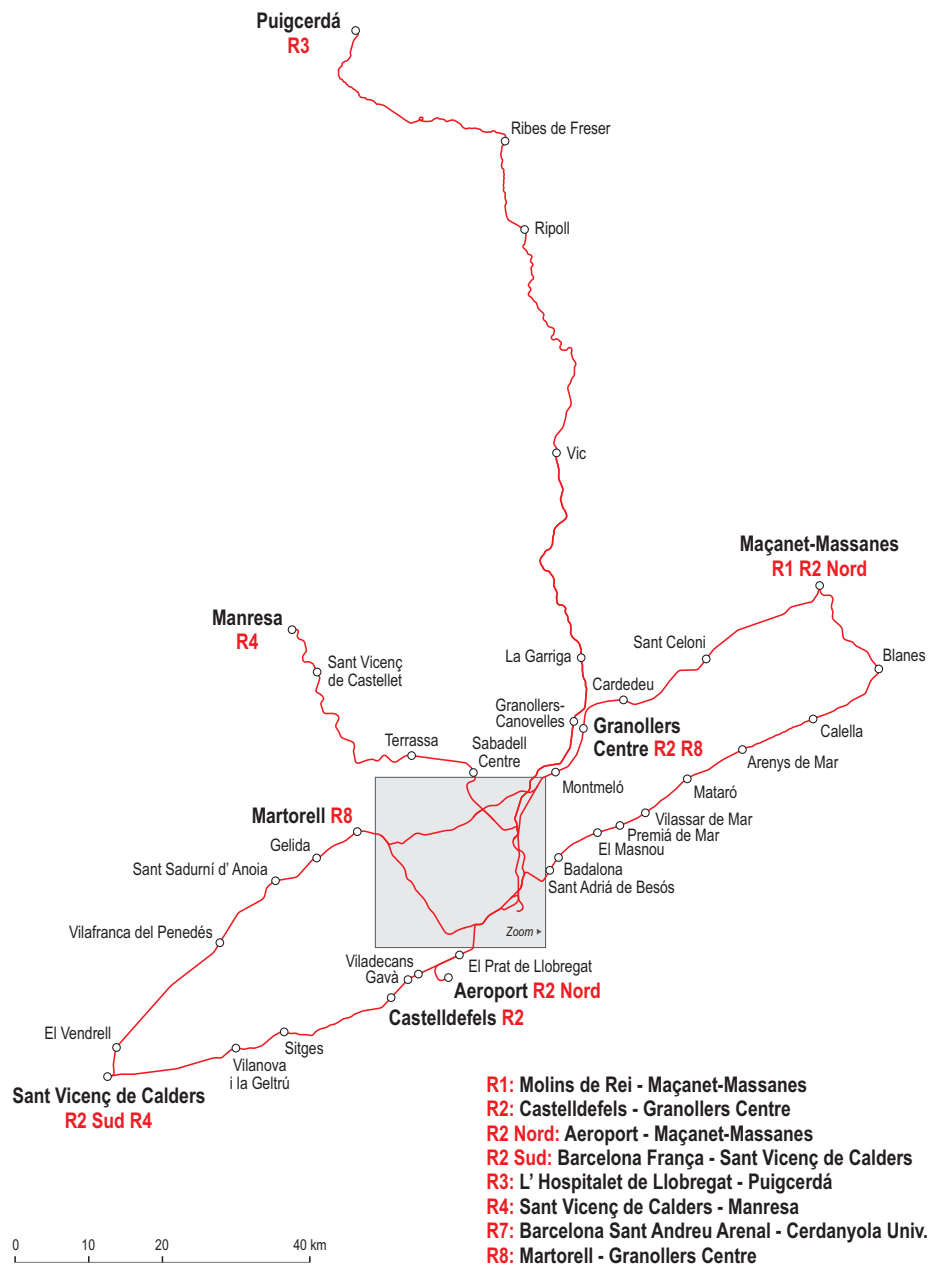 Puigcerdá
R3
Ribes de Freser
Ripoll
Vic
Maçanet-Massanes
R1 R2 Nord
Manresa
R4
Sant Vicenç
de Castellet
La Garriga
Sant Celoni
Blanes
Cardedeu
Granollers-
Canovelles
Granollers
Centre R2 R8
Calella
Terrassa
Sabadell
Centre
Arenys de Mar
Montmeló
Mataró
Martorell R8
Vilassar de Mar
Premiá de Mar
El Masnou
Gelida
Badalona
Sant Sadurní d' Anoia
Sant Adriá de Besós
Vilafranca del Penedés
Zoom
El Prat de Llobregat
Viladecans
Gavà
Aeroport R2 Nord
Castelldefels R2
El Vendrell
Sitges
Vilanova
i la Geltrú
Sant Vicenç de Calders
R2 Sud R4
R1: Molins de Rei - Maçanet-Massanes
R2: Castelldefels - Granollers Centre
R2 Nord: Aeroport - Maçanet-Massanes
R2 Sud: Barcelona França - Sant Vicenç de Calders
R3: L' Hospitalet de Llobregat - Puigcerdá
R4: Sant Vicenç de Calders - Manresa
R7: Barcelona Sant Andreu Arenal - Cerdanyola Univ.
R8: Martorell - Granollers Centre
0 10 20 40 km